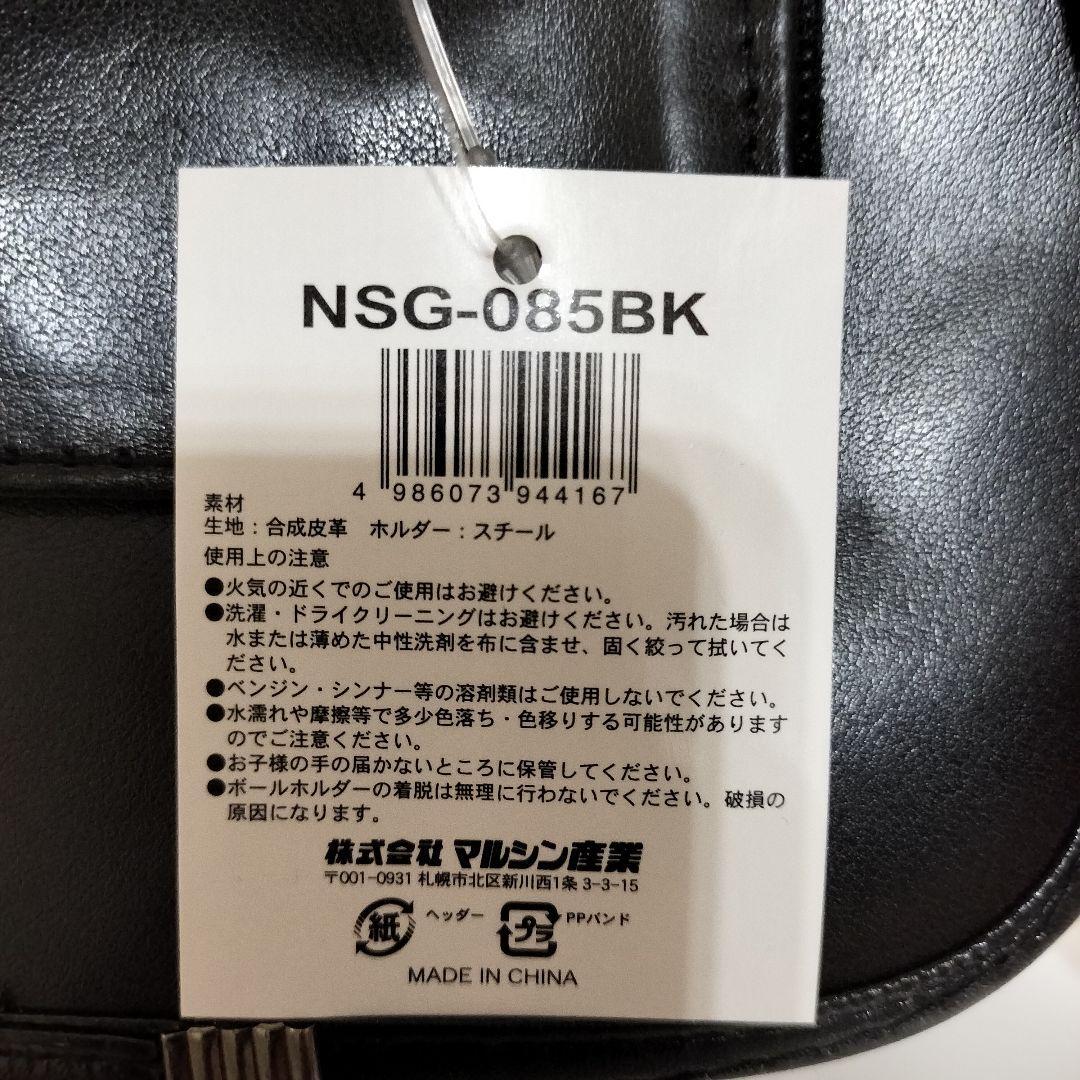 NSG-085BK
4 986073 944167
素材
生地：合成皮革　ホルダー：スチール
使用上の注意
●火気の近くでのご使用はお避けください。
●洗濯・ドライクリーニングはお避けください。汚れた場合は
水または薄めた中性洗剤を布に含ませ、固く絞って拭いてく
ださい。
●ベンジン・シンナー等の溶剤類はご使用しないでください。
●水濡れや摩擦等で多少色落ち・色移りする可能性があります
のでご注意ください。
●お子様の手の届かないところに保管してください。
●ボールホルダーの着脱は無理に行わないでください。破損の
原因になります。
株式会社 マルシン産業
〒001-0931 札幌市北区新川西1条 3-3-15
紙 ヘッダー プラ PPバンド
MADE IN CHINA